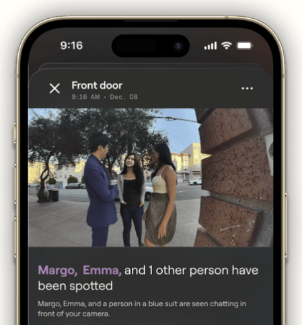 9:16
Front door
9:16 AM • Dec. 08
Margo, Emma, and 1 other person have
been spotted
Margo, Emma, and a person in a blue suit are seen chatting in
front of your camera.